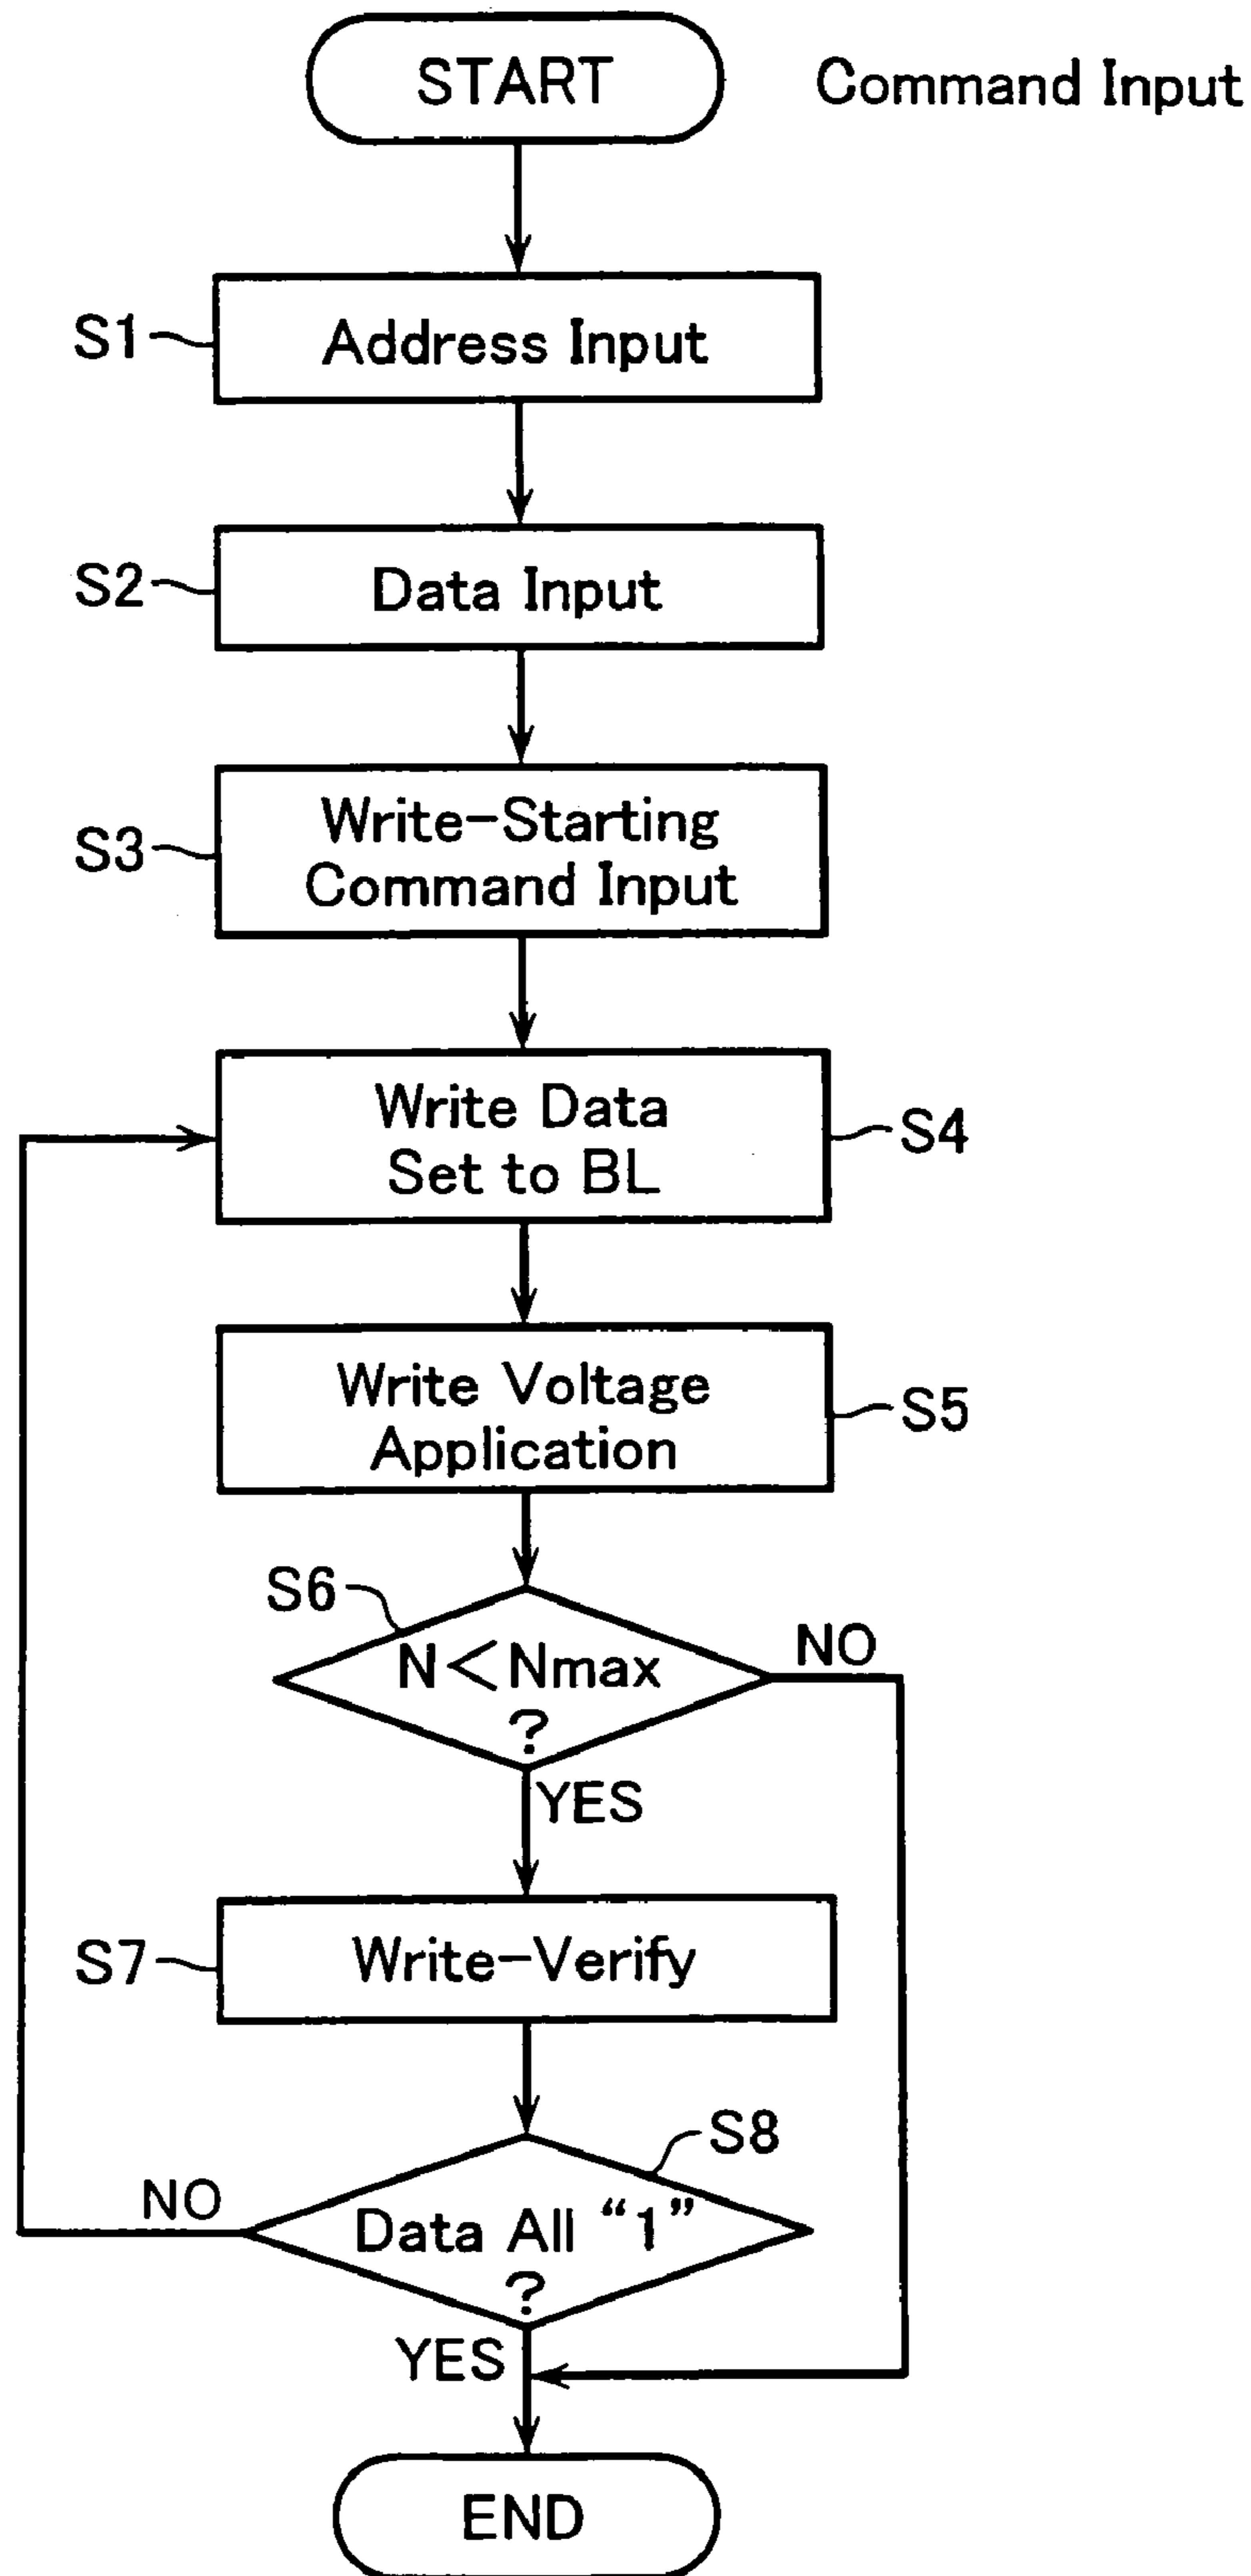 START
Command Input
S1
Address Input
S2
Data Input
S3
Write-Starting
Command Input
Write Data
Set to BL
S4
Write Voltage
Application
S5
S6
N<Nmax
?
NO
YES
S7
Write-Verify
S8
Data All “1”
?
NO
YES
END